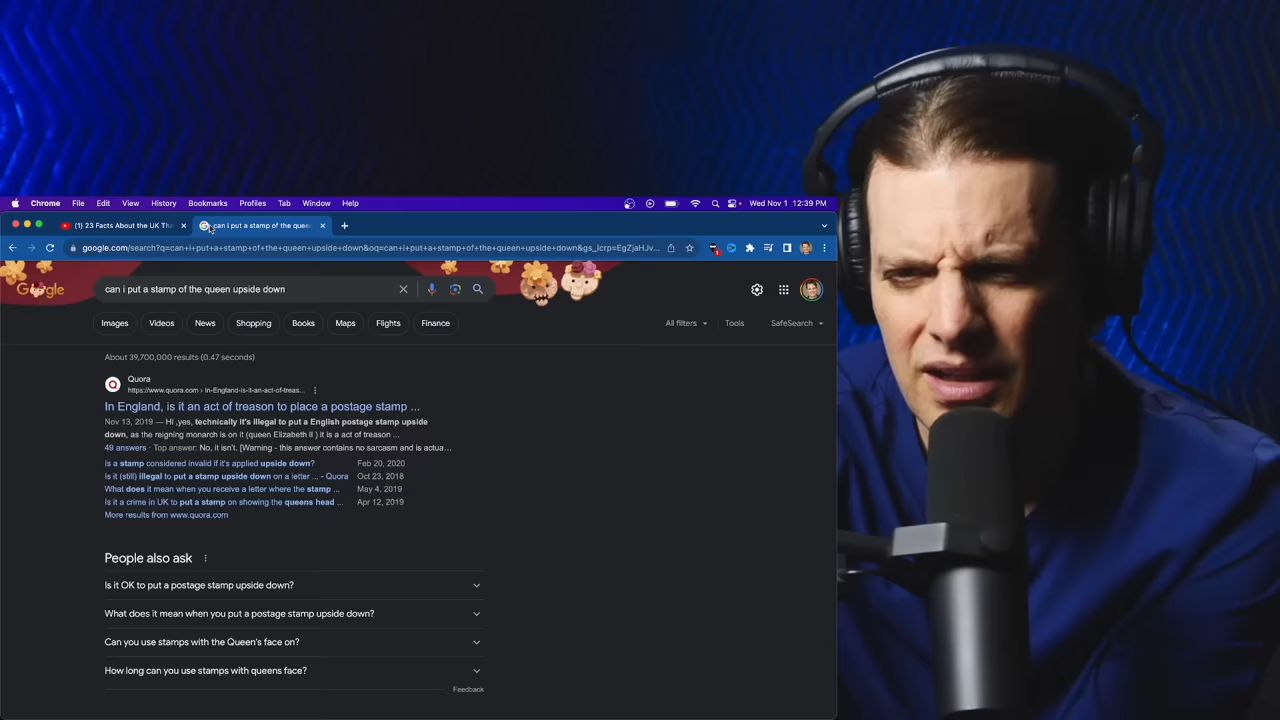 Chrome File Edit View History Bookmarks Profiles Tab Window Help Wed Nov 1 12:39 PM
(1) 23 Facts About the UK Tha
can i put a stamp of the queen
google.com/search?q=can+i+put+a+stamp+of+the+queen+upside+down&oq=can+i+put+a+stamp+of+the+queen+upside+down&gs_lcrp=EgZjaHJv...
Google
can i put a stamp of the queen upside down
Images Videos News Shopping Books Maps Flights Finance All filters Tools SafeSearch
About 39,700,000 results (0.47 seconds)
Quora
https://www.quora.com › In-England-is-it-an-act-of-treas...
In England, is it an act of treason to place a postage stamp ...
Nov 13, 2019 — Hi ,yes, technically it's illegal to put a English postage stamp upside
down, as the reigning monarch is on it (queen Elizabeth II ) it is a act of treason ...
49 answers · Top answer: No, it isn't. [Warning - this answer contains no sarcasm and is actua...
Is a stamp considered invalid if it's applied upside down? Feb 20, 2020
Is it (still) illegal to put a stamp upside down on a letter ... - Quora Oct 23, 2018
What does it mean when you receive a letter where the stamp ... May 4, 2019
Is it a crime in UK to put a stamp on showing the queens head ... Apr 12, 2019
More results from www.quora.com
People also ask
Is it OK to put a postage stamp upside down?
What does it mean when you put a postage stamp upside down?
Can you use stamps with the Queen's face on?
How long can you use stamps with queens face?
Feedback